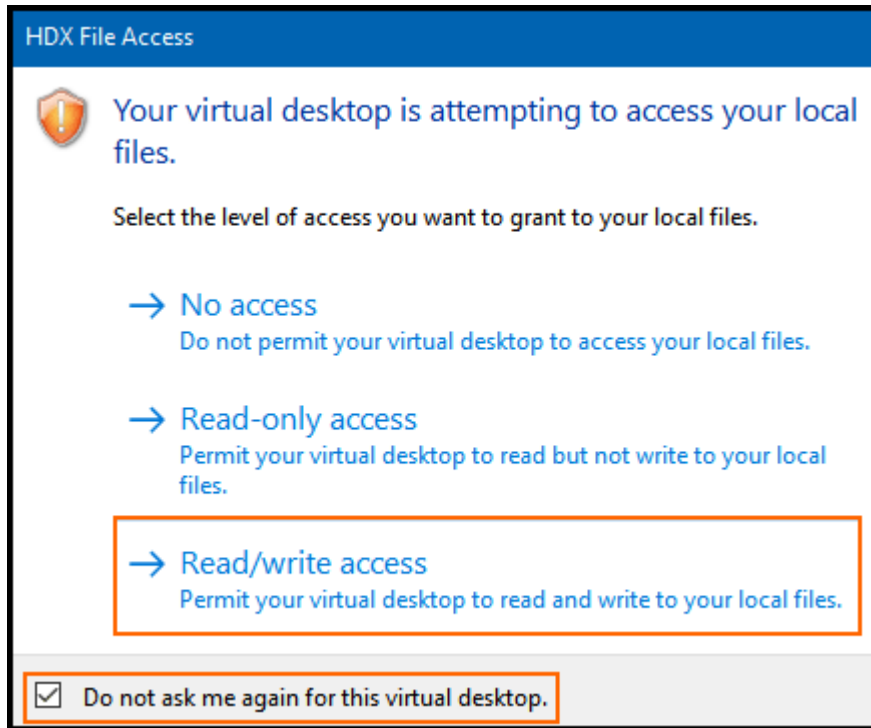 HDX File Access
Your virtual desktop is attempting to access your local
files.
Select the level of access you want to grant to your local files.
No access
Do not permit your virtual desktop to access your local files.
Read-only access
Permit your virtual desktop to read but not write to your local
files.
Read/write access
Permit your virtual desktop to read and write to your local files.
Do not ask me again for this virtual desktop.